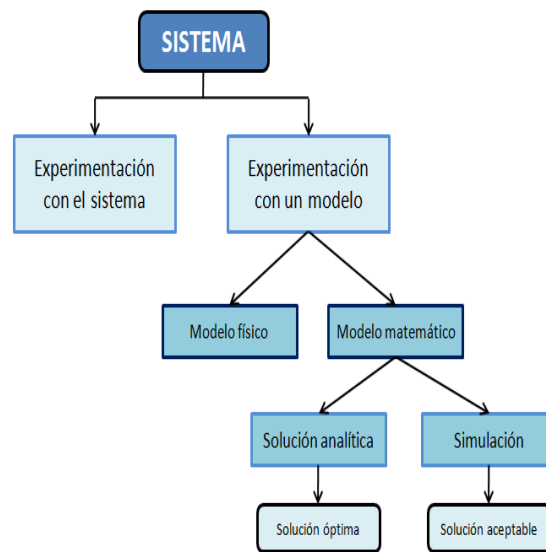 SISTEMA
Experimentación
con el sistema
Experimentación
con un modelo
Modelo físico
Modelo matemático
Solución analítica
Simulación
Solución óptima
Solución aceptable